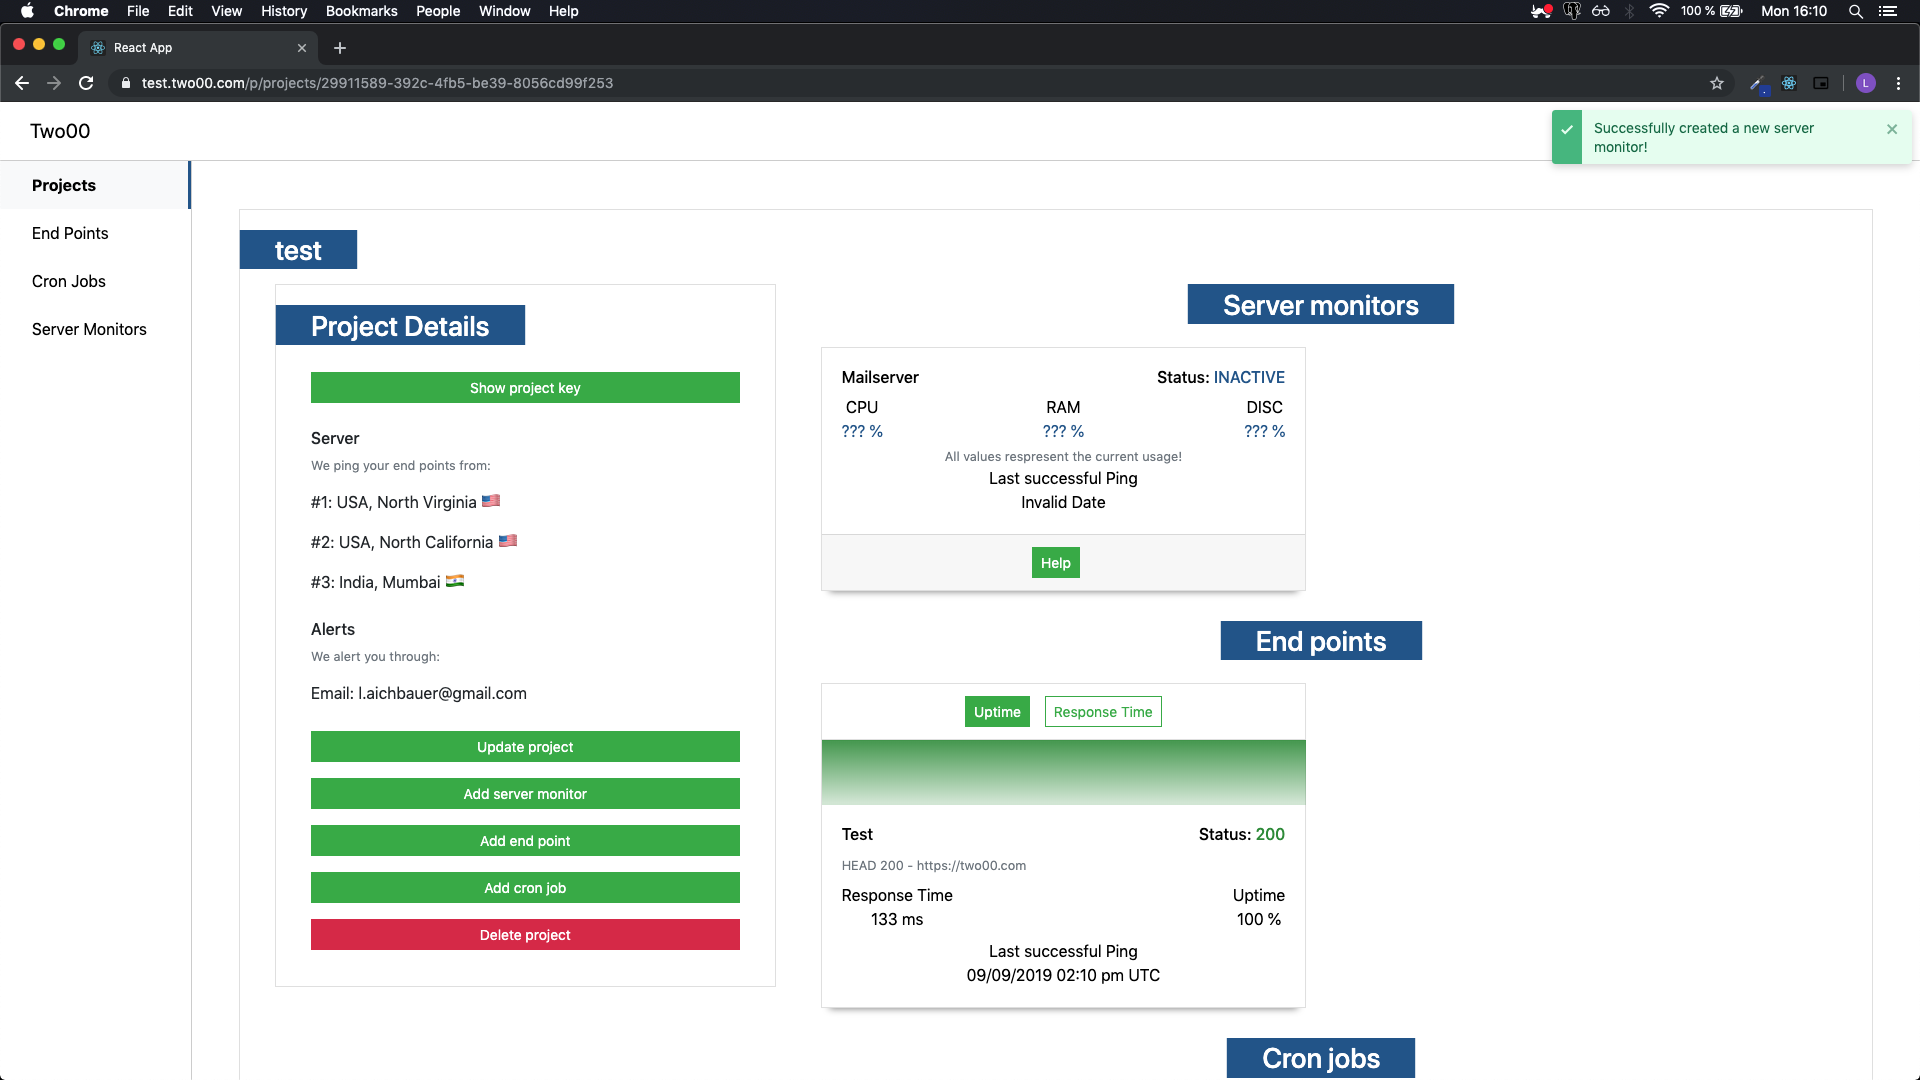 Chrome File Edit View History Bookmarks People Window Help 100 % Mon 16:10
React App
test.two00.com/p/projects/29911589-392c-4fb5-be39-8056cd99f253
L
Two00
Successfully created a new server
monitor!
Projects
End Points
Cron Jobs
Server Monitors
test
Project Details
Show project key
Server
We ping your end points from:
#1: USA, North Virginia 🇺🇸
#2: USA, North California 🇺🇸
#3: India, Mumbai 🇮🇳
Alerts
We alert you through:
Email: l.aichbauer@gmail.com
Update project
Add server monitor
Add end point
Add cron job
Delete project
Server monitors
Mailserver Status: INACTIVE
CPU RAM DISC
??? % ??? % ??? %
All values respresent the current usage!
Last successful Ping
Invalid Date
Help
End points
Uptime Response Time
Test Status: 200
HEAD 200 - https://two00.com
Response Time Uptime
133 ms 100 %
Last successful Ping
09/09/2019 02:10 pm UTC
Cron jobs